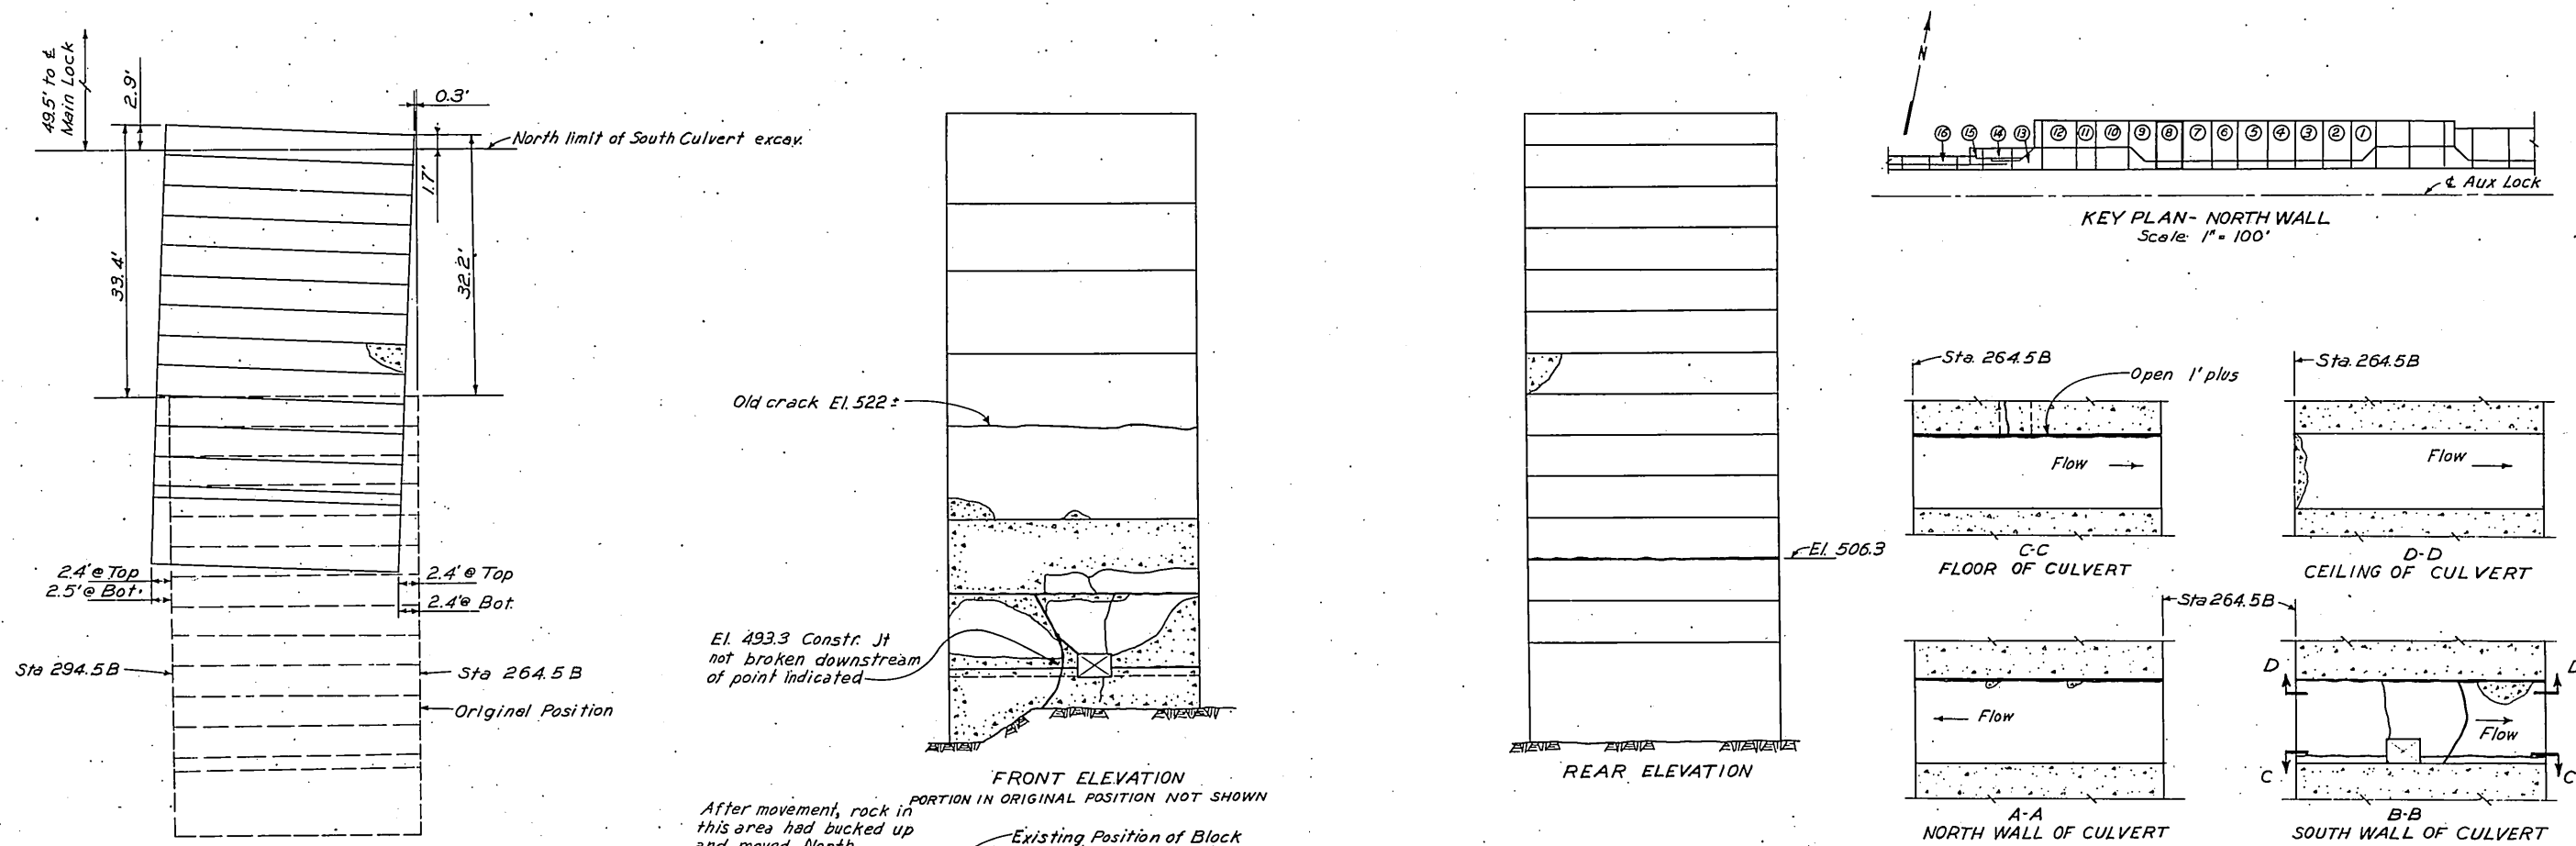 49.5' to ℄
Main Lock
2.9'
0.3'
North limit of South Culvert excav.
1.7'
39.4'
32.2'
2.4' @ Top
2.5' @ Bot.
2.4' @ Top
2.4' @ Bot.
Sta 294.5 B
Sta 264.5 B
Original Position
Old crack El. 522 ±
El. 493.3 Constr. Jt
not broken downstream
of point indicated
FRONT ELEVATION
PORTION IN ORIGINAL POSITION NOT SHOWN
After movement, rock in
this area had bucked up
and moved North
Existing Position of Block
El. 506.3
REAR ELEVATION
N
16 15 14 13 12 11 10 9 8 7 6 5 4 3 2 1
℄ Aux Lock
KEY PLAN - NORTH WALL
Scale: 1" = 100'
Sta. 264.5 B
Open 1' plus
Flow
C-C
FLOOR OF CULVERT
Sta. 264.5 B
Flow
D-D
CEILING OF CULVERT
Sta 264.5 B
Flow
A-A
NORTH WALL OF CULVERT
D
D
Flow
C
C
B-B
SOUTH WALL OF CULVERT